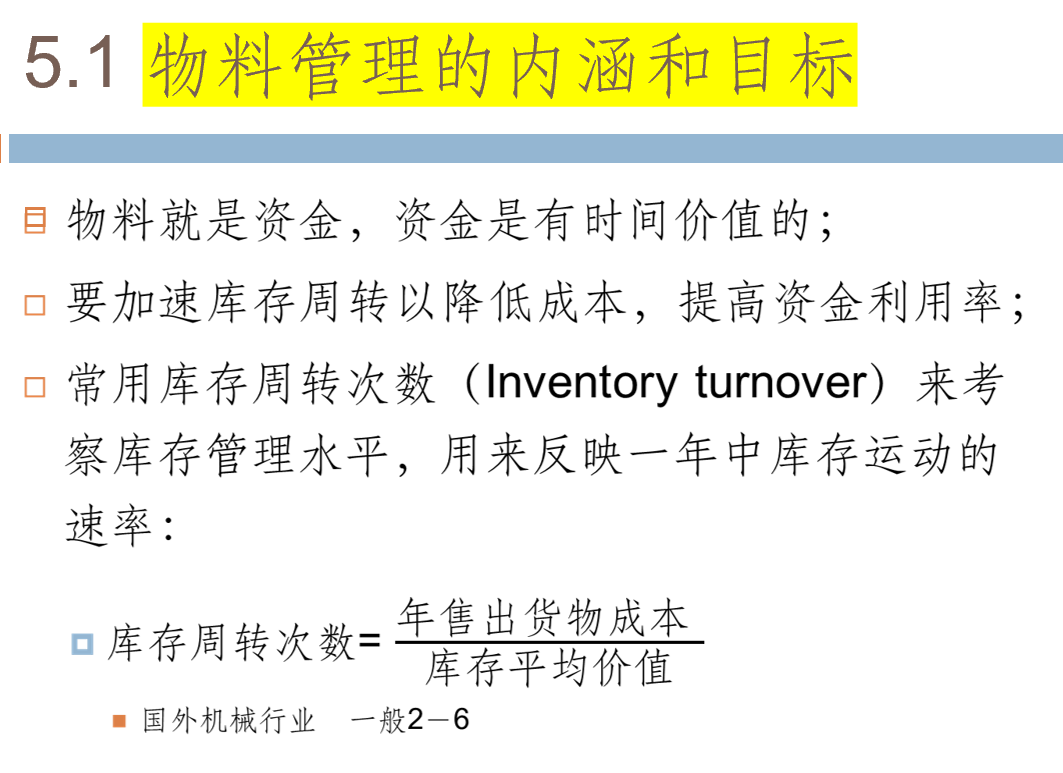 5.1 物料管理的内涵和目标
物料就是资金，资金是有时间价值的；
要加速库存周转以降低成本，提高资金利用率；
常用库存周转次数（Inventory turnover）来考
察库存管理水平，用来反映一年中库存运动的
速率：
年售出货物成本
库存周转次数=
库存平均价值
国外机械行业 一般2－6